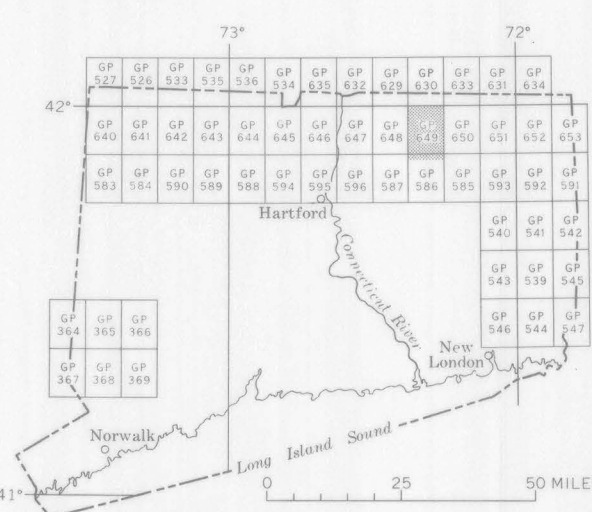 73° 72°
GP 527 GP 526 GP 533 GP 535 GP 536 GP 534 GP 635 GP 632 GP 629 GP 630 GP 633 GP 631 GP 634
42°
GP 640 GP 641 GP 642 GP 643 GP 644 GP 645 GP 646 GP 647 GP 648 GP 649 GP 650 GP 651 GP 652 GP 653
GP 583 GP 584 GP 590 GP 589 GP 588 GP 594 GP 595 GP 596 GP 587 GP 586 GP 585 GP 593 GP 592 GP 591
Hartford
GP 540 GP 541 GP 542
Connecticut River
GP 543 GP 539 GP 545
GP 364 GP 365 GP 366
GP 546 GP 544 GP 547
GP 367 GP 368 GP 369
New
London
Norwalk
Long Island Sound
41°
0 25 50 MILE